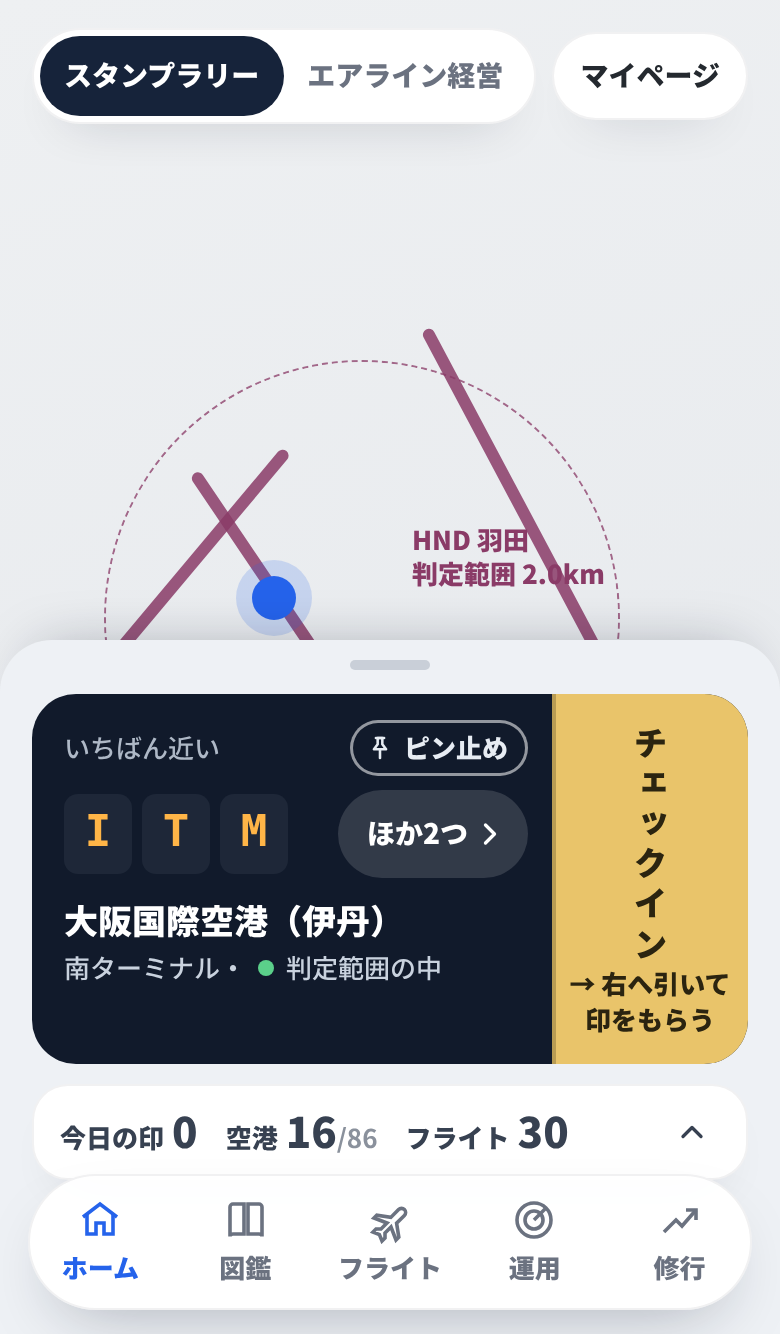 スタンプラリー
エアライン経営
マイページ
HND 羽田
判定範囲 2.0km
いちばん近い
ピン止め
ITM
ほか2つ
大阪国際空港（伊丹）
南ターミナル・ 判定範囲の中
チェックイン
→ 右へ引いて
印をもらう
今日の印 0 空港 16/86 フライト 30
ホーム 図鑑 フライト 運用 修行